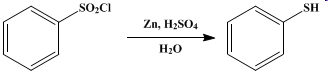 SO₂Cl
Zn, H₂SO₄
H₂O
SH